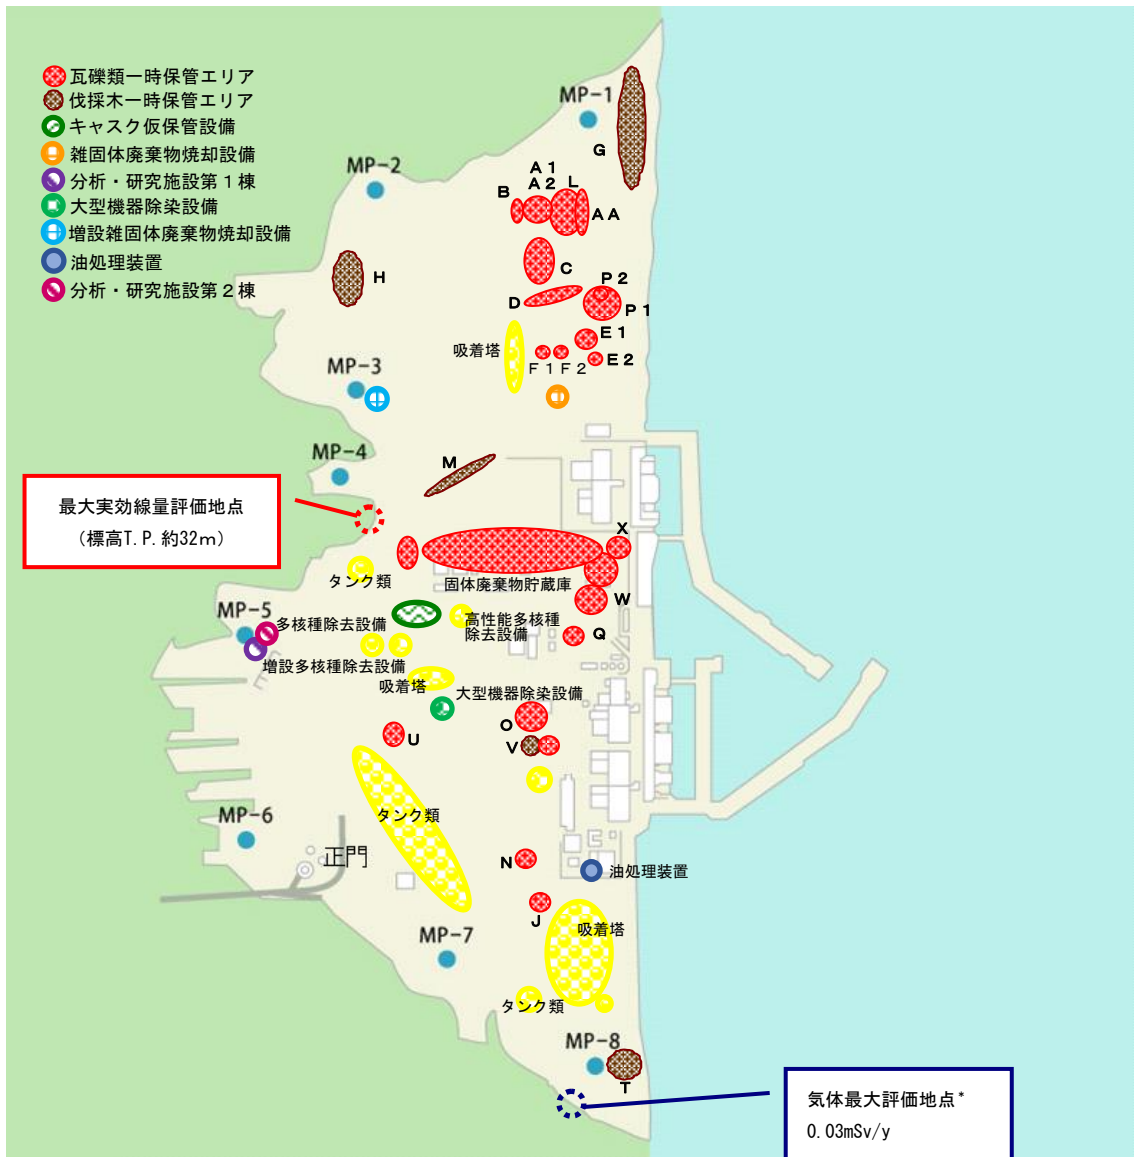 瓦礫類一時保管エリア
伐採木一時保管エリア
キャスク仮保管設備
雑固体廃棄物焼却設備
分析・研究施設第１棟
大型機器除染設備
増設雑固体廃棄物焼却設備
油処理装置
分析・研究施設第２棟
MP-1
G
MP-2
A1
A2
L
B
AA
H
C
P2
D
P1
E1
吸着塔
E2
F1
F2
MP-3
MP-4
M
最大実効線量評価地点
（標高T.P.約32m）
X
タンク類
固体廃棄物貯蔵庫
W
MP-5
多核種除去設備
高性能多核種
除去設備
Q
増設多核種除去設備
吸着塔
大型機器除染設備
O
U
V
タンク類
MP-6
正門
N
油処理装置
J
吸着塔
MP-7
タンク類
MP-8
T
気体最大評価地点*
0.03mSv/y